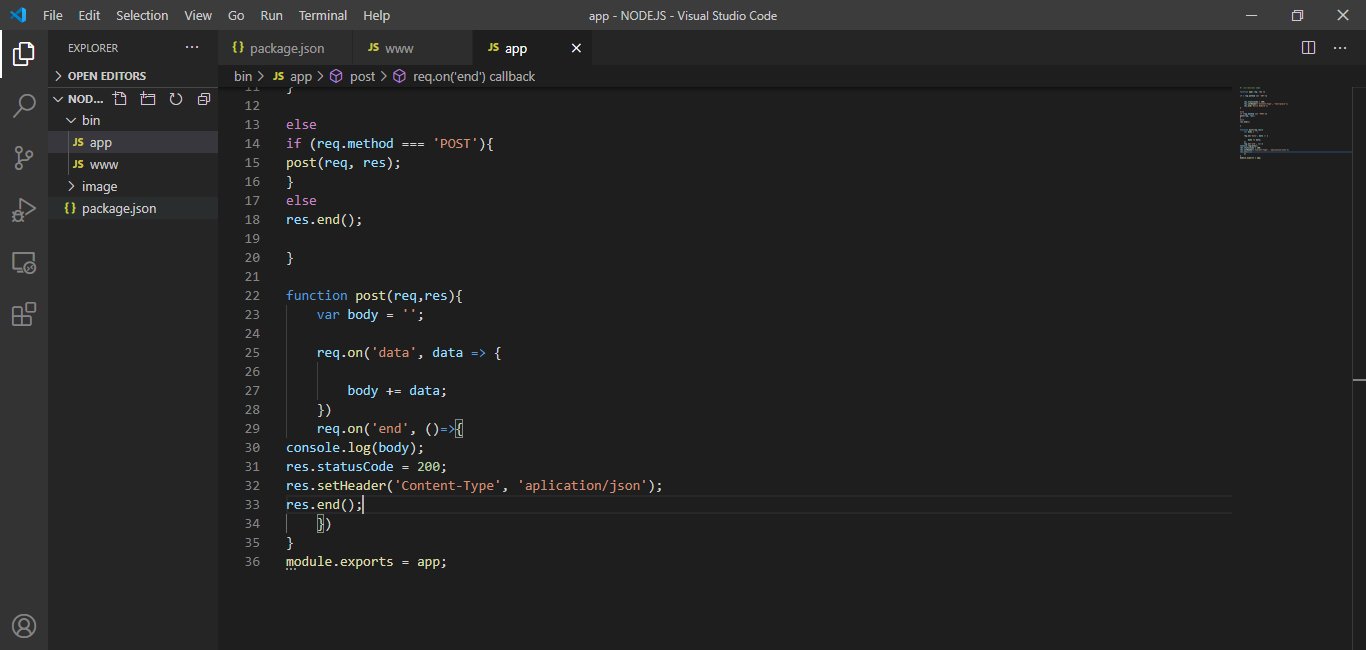 File Edit Selection View Go Run Terminal Help app - NODEJS - Visual Studio Code
EXPLORER
OPEN EDITORS
NOD...
bin
JS app
JS www
image
{} package.json
{} package.json JS www JS app
bin > JS app > post > req.on('end') callback
11 }
12
13 else
14 if (req.method === 'POST'){
15 post(req, res);
16 }
17 else
18 res.end();
19
20 }
21
22 function post(req,res){
23 var body = '';
24
25 req.on('data', data => {
26
27 body += data;
28 })
29 req.on('end', ()=>{
30 console.log(body);
31 res.statusCode = 200;
32 res.setHeader('Content-Type', 'aplication/json');
33 res.end();
34 })
35 }
36 module.exports = app;